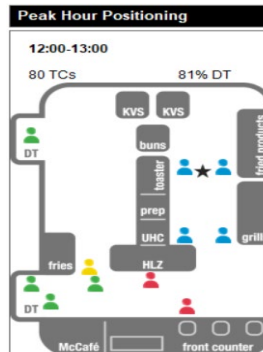 Peak Hour Positioning
12:00-13:00
80 TCs 81% DT
KVS KVS
buns
fried products
DT
toaster
prep
grill
UHC
fries
HLZ
DT
McCafé
front counter